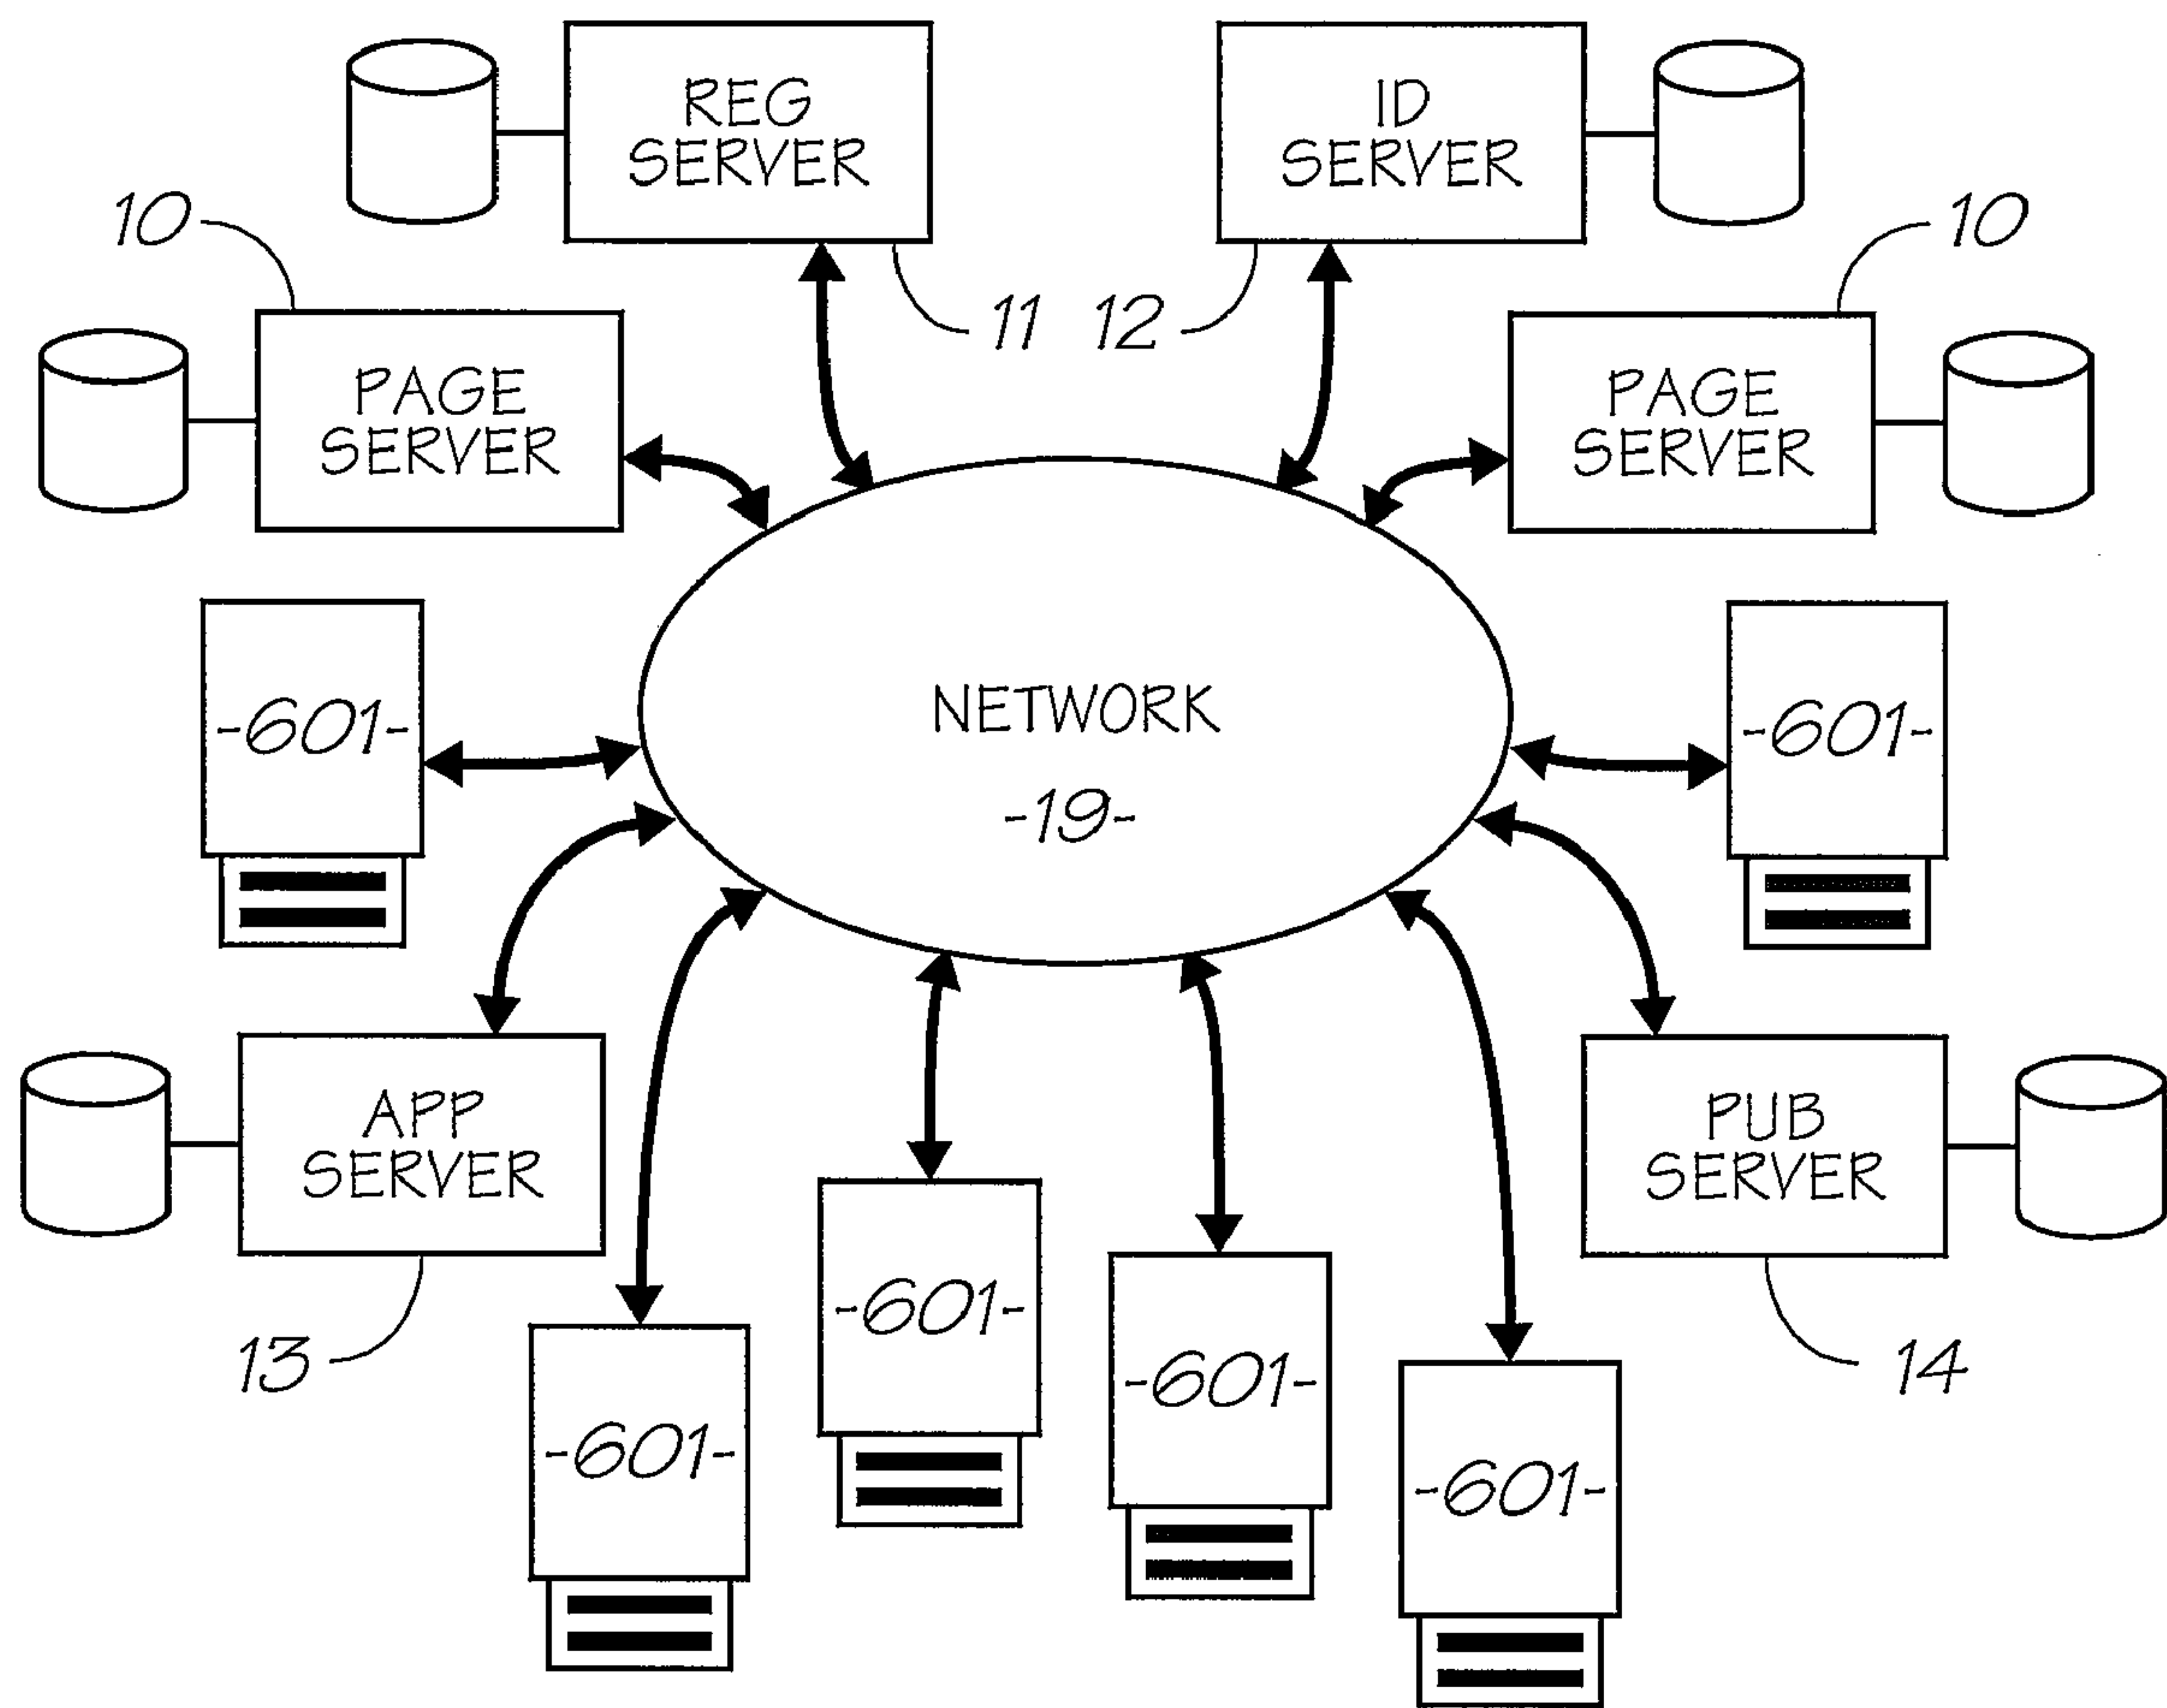 REG
SERVER
ID
SERVER
10
10
11
12
PAGE
SERVER
PAGE
SERVER
-601-
NETWORK
-19-
-601-
APP
SERVER
PUB
SERVER
13
14
-601-
-601-
-601-
-601-